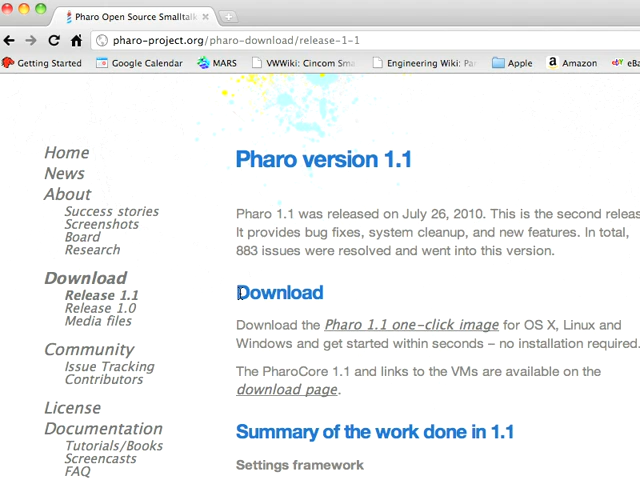 Pharo Open Source Smalltalk
pharo-project.org/pharo-download/release-1-1
Getting Started
Google Calendar
MARS
VWWiki: Cincom Sma
Engineering Wiki: Pa
Apple
Amazon
eBa
Home
News
About
Success stories
Screenshots
Board
Research
Download
Release 1.1
Release 1.0
Media files
Community
Issue Tracking
Contributors
License
Documentation
Tutorials/Books
Screencasts
FAQ
Pharo version 1.1
Pharo 1.1 was released on July 26, 2010. This is the second releas
It provides bug fixes, system cleanup, and new features. In total,
883 issues were resolved and went into this version.
Download
Download the Pharo 1.1 one-click image for OS X, Linux and
Windows and get started within seconds – no installation required.
The PharoCore 1.1 and links to the VMs are available on the
download page.
Summary of the work done in 1.1
Settings framework